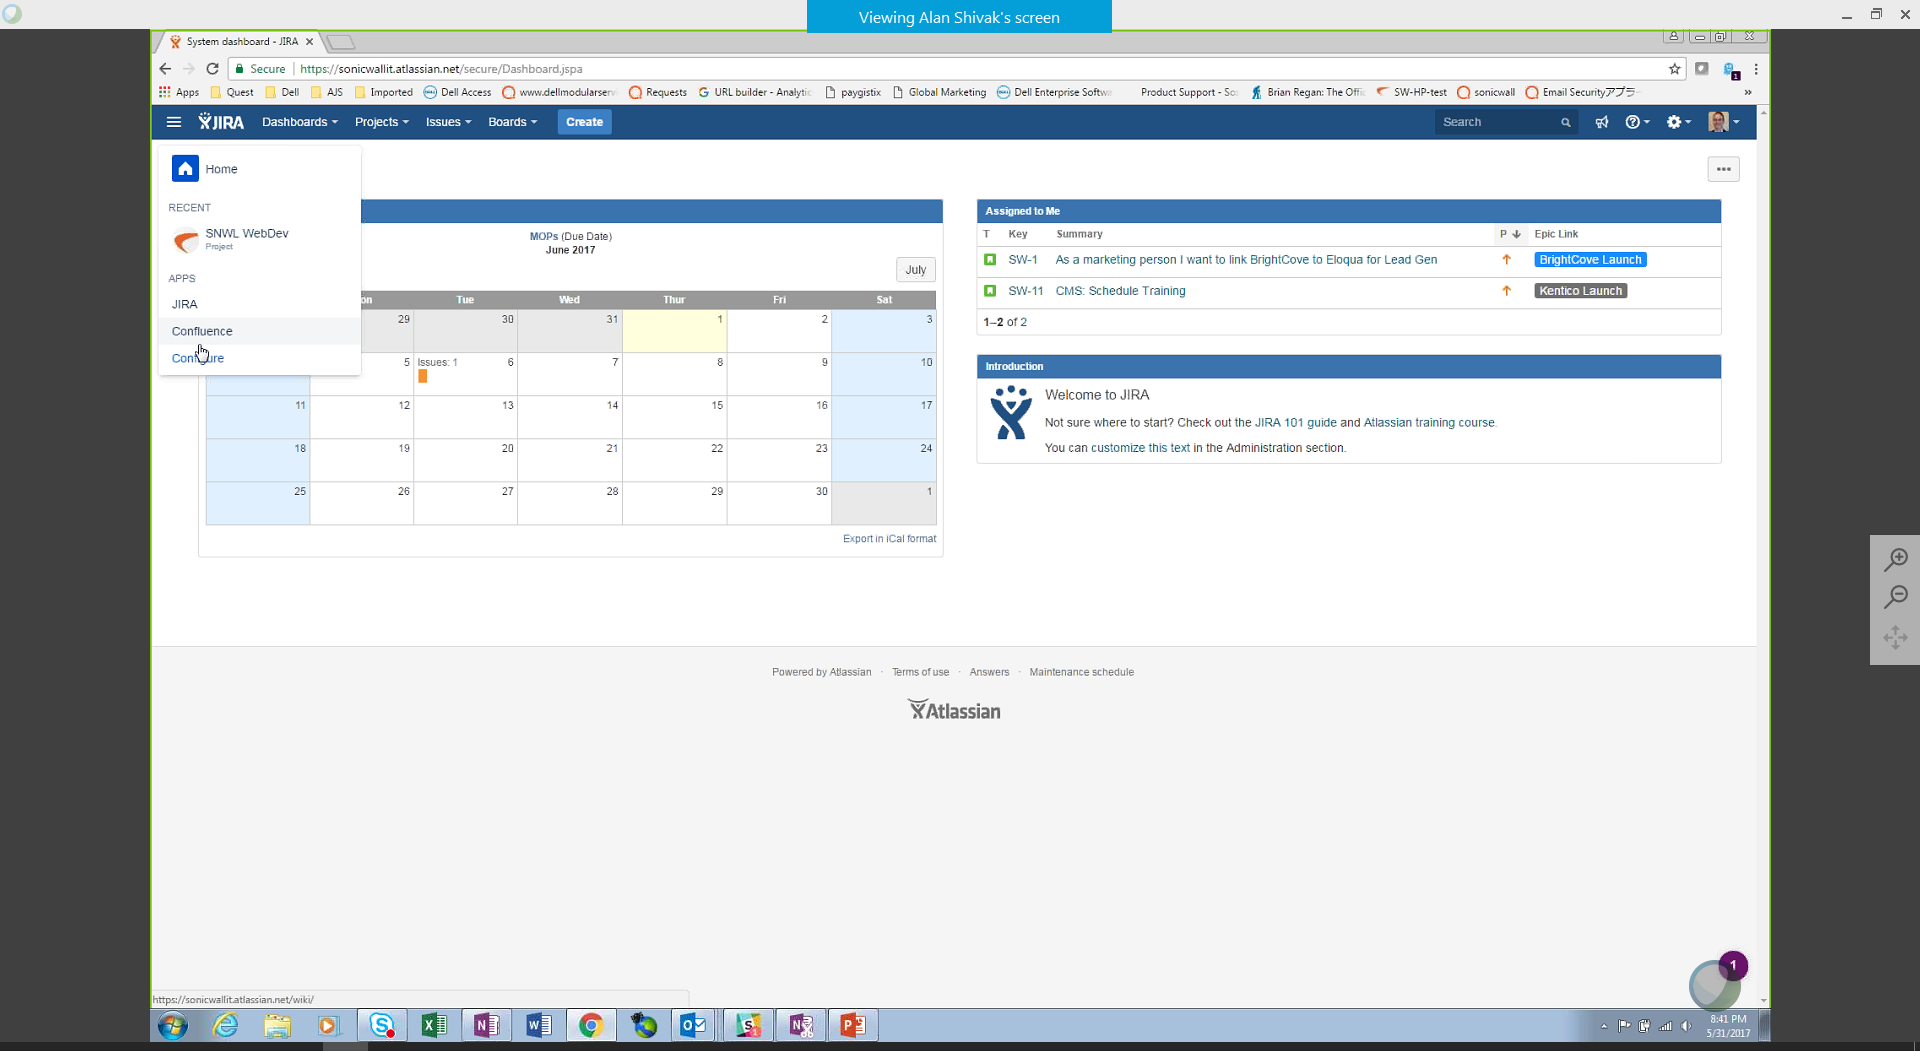 Viewing Alan Shivak's screen
System dashboard - JIRA
Secure
https://sonicwallit.atlassian.net/secure/Dashboard.jspa
1
Apps Quest Dell AJS Imported Dell Access www.dellmodularserv Requests URL builder - Analytic paygistix Global Marketing Dell Enterprise Softw Product Support - So Brian Regan: The Offi SW-HP-test sonicwall Email Securityアプラ »
JIRA Dashboards Projects Issues Boards Create Search
Home
RECENT
SNWL WebDev
Project
APPS
JIRA
Confluence
MOPs (Due Date)
June 2017
July
on Tue Wed Thur Fri Sat
29 30 31 1 2 3
5 Issues: 1 6 7 8 9 10
11 12 13 14 15 16 17
18 19 20 21 22 23 24
25 26 27 28 29 30 1
Export in iCal format
Assigned to Me
T Key Summary P Epic Link
SW-1 As a marketing person I want to link BrightCove to Eloqua for Lead Gen BrightCove Launch
SW-11 CMS: Schedule Training Kentico Launch
1–2 of 2
Introduction
Welcome to JIRA
Not sure where to start? Check out the JIRA 101 guide and Atlassian training course.
You can customize this text in the Administration section.
Powered by Atlassian · Terms of use · Answers · Maintenance schedule
Atlassian
1
https://sonicwallit.atlassian.net/wiki/
8:41 PM
5/31/2017